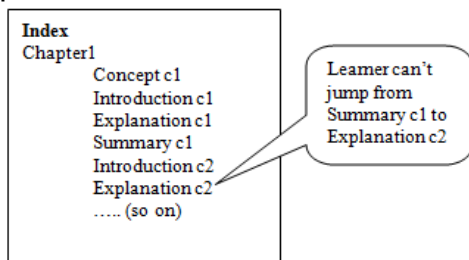 Index
Chapter1
Concept c1
Introduction c1
Explanation c1
Summary c1
Introduction c2
Explanation c2
..... (so on)
Learner can't
jump from
Summary c1 to
Explanation c2